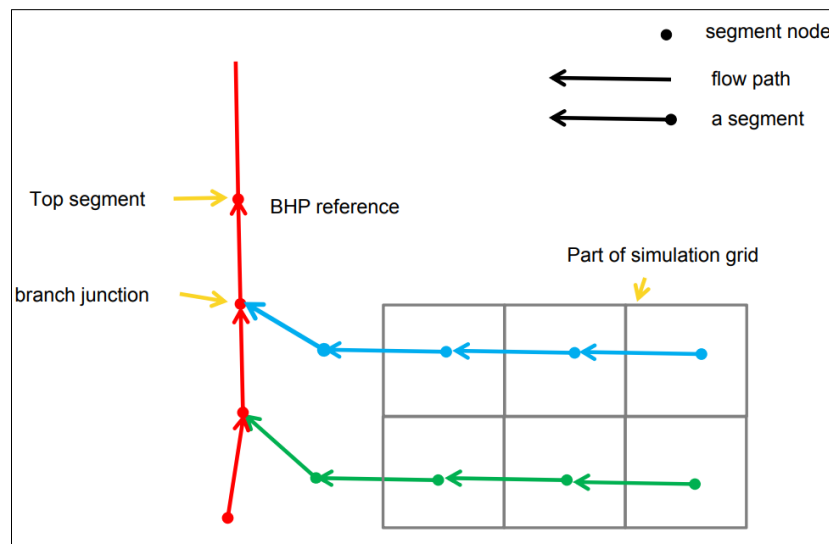 segment node
flow path
a segment
Top segment
BHP reference
Part of simulation grid
branch junction